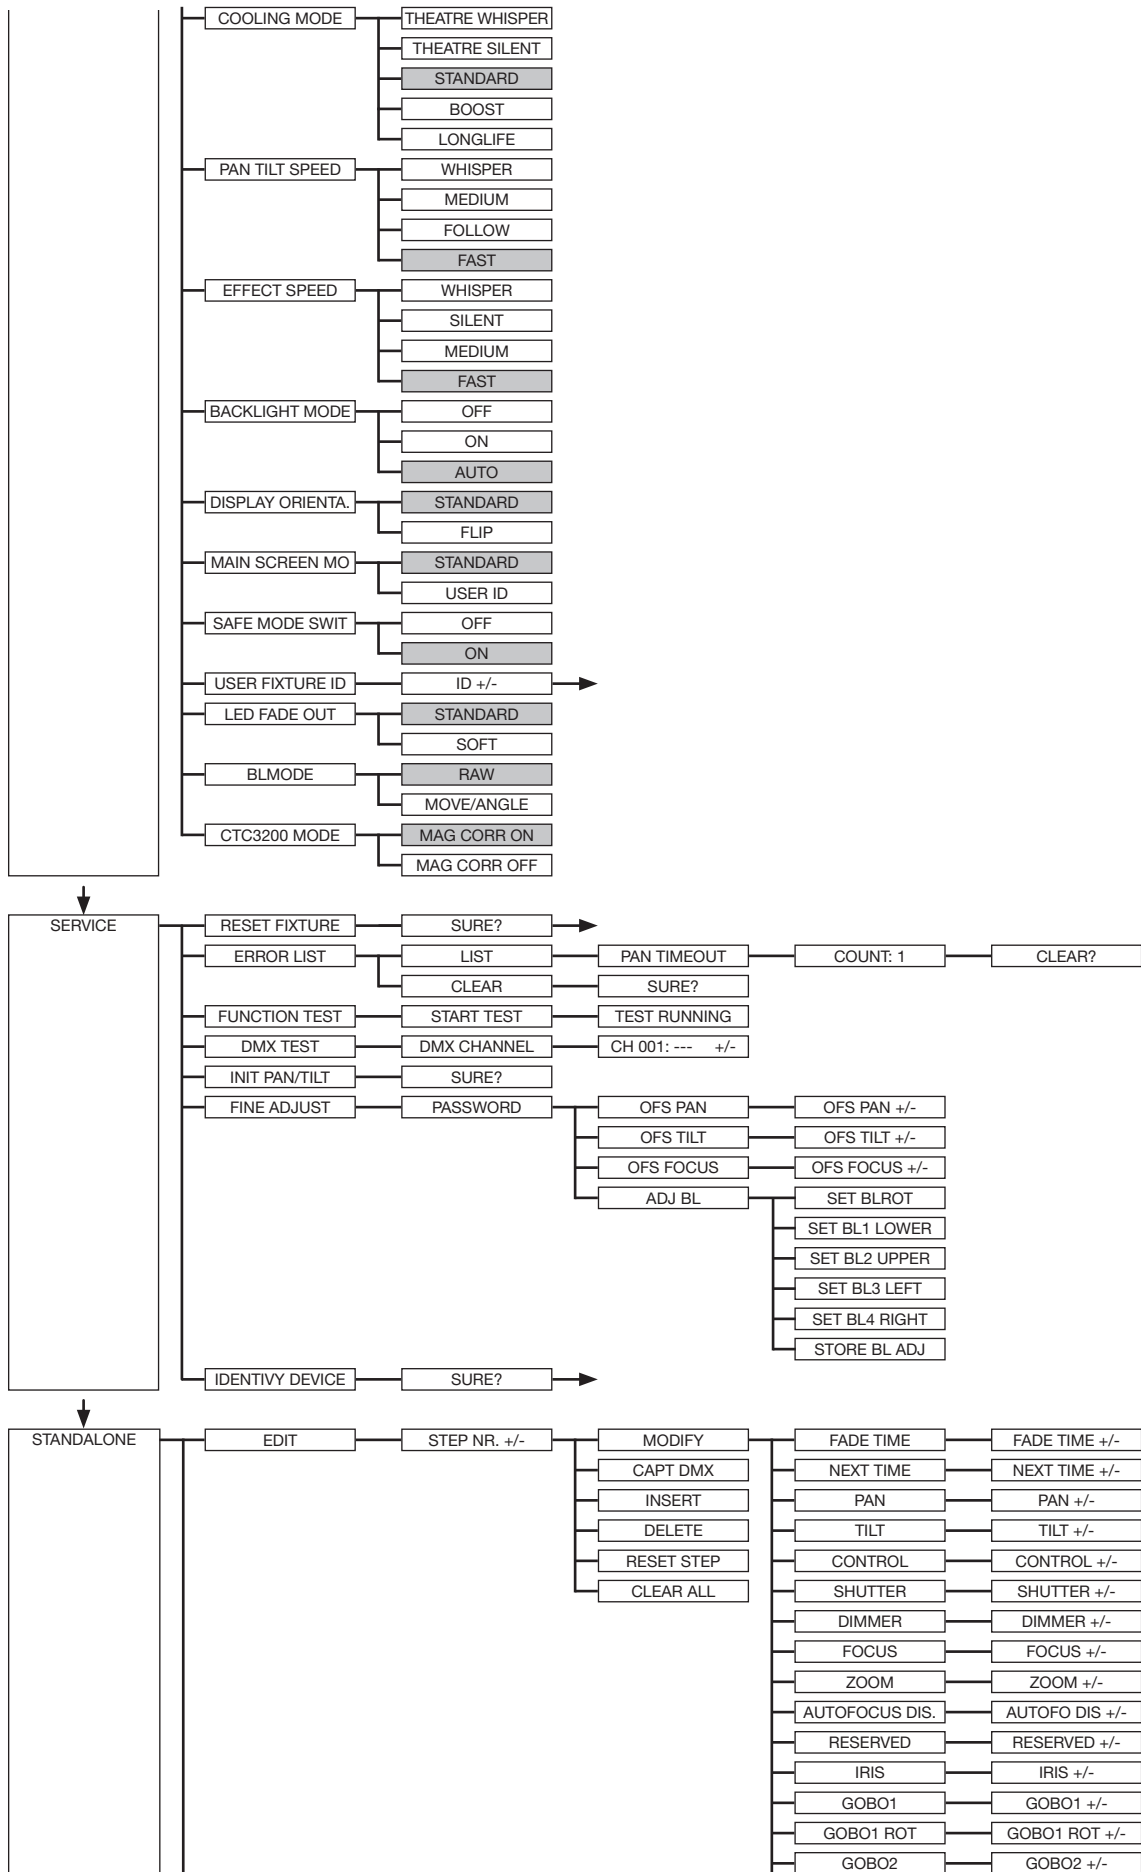 COOLING MODE THEATRE WHISPER
THEATRE SILENT
STANDARD
BOOST
LONGLIFE
PAN TILT SPEED WHISPER
MEDIUM
FOLLOW
FAST
EFFECT SPEED WHISPER
SILENT
MEDIUM
FAST
BACKLIGHT MODE OFF
ON
AUTO
DISPLAY ORIENTA. STANDARD
FLIP
MAIN SCREEN MO STANDARD
USER ID
SAFE MODE SWIT OFF
ON
USER FIXTURE ID ID +/-
LED FADE OUT STANDARD
SOFT
BLMODE RAW
MOVE/ANGLE
CTC3200 MODE MAG CORR ON
MAG CORR OFF
SERVICE RESET FIXTURE SURE?
ERROR LIST LIST PAN TIMEOUT COUNT: 1 CLEAR?
CLEAR SURE?
FUNCTION TEST START TEST TEST RUNNING
DMX TEST DMX CHANNEL CH 001: --- +/-
INIT PAN/TILT SURE?
FINE ADJUST PASSWORD OFS PAN OFS PAN +/-
OFS TILT OFS TILT +/-
OFS FOCUS OFS FOCUS +/-
ADJ BL SET BLROT
SET BL1 LOWER
SET BL2 UPPER
SET BL3 LEFT
SET BL4 RIGHT
STORE BL ADJ
IDENTIVY DEVICE SURE?
STANDALONE EDIT STEP NR. +/- MODIFY FADE TIME FADE TIME +/-
CAPT DMX NEXT TIME NEXT TIME +/-
INSERT PAN PAN +/-
DELETE TILT TILT +/-
RESET STEP CONTROL CONTROL +/-
CLEAR ALL SHUTTER SHUTTER +/-
DIMMER DIMMER +/-
FOCUS FOCUS +/-
ZOOM ZOOM +/-
AUTOFOCUS DIS. AUTOFO DIS +/-
RESERVED RESERVED +/-
IRIS IRIS +/-
GOBO1 GOBO1 +/-
GOBO1 ROT GOBO1 ROT +/-
GOBO2 GOBO2 +/-